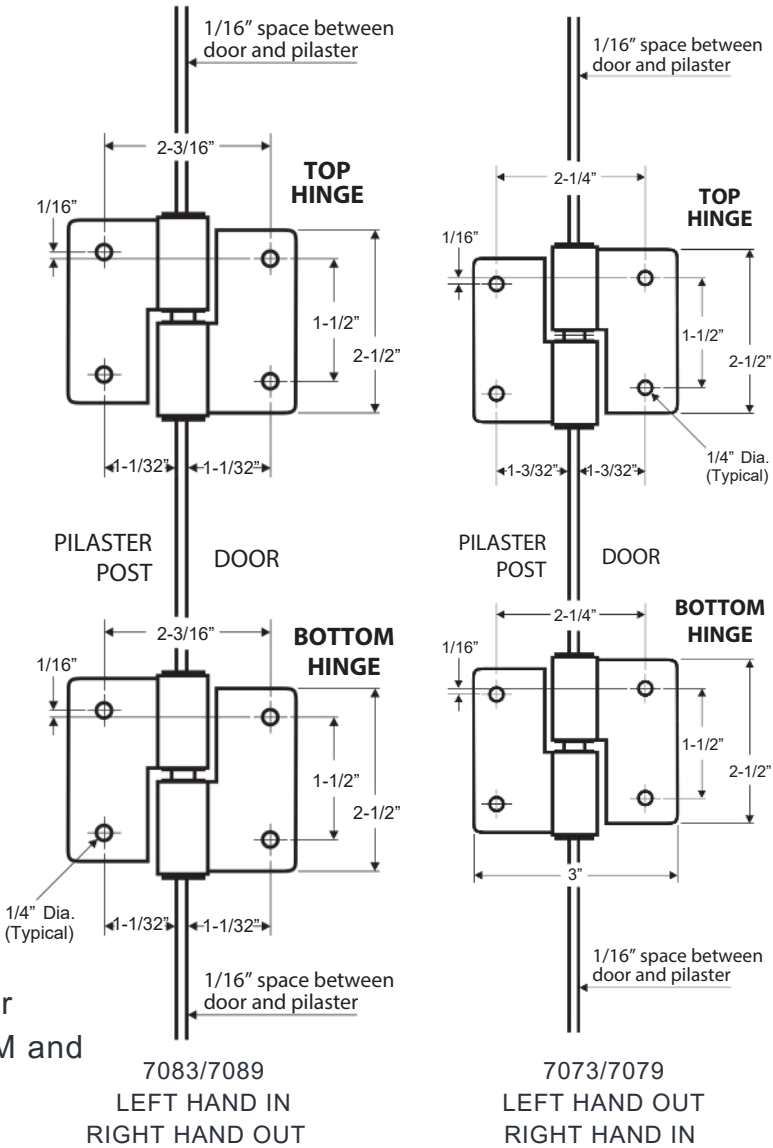 1/16” space between
door and pilaster
2-3/16”
TOP
HINGE
1/16”
1-1/2”
2-1/2”
1-1/32”
1-1/32”
PILASTER
POST
DOOR
2-3/16”
BOTTOM
HINGE
1/16”
1-1/2”
2-1/2”
1/4” Dia.
(Typical)
1-1/32”
1-1/32”
1/16” space between
door and pilaster
r
M and
7083/7089
LEFT HAND IN
RIGHT HAND OUT
1/16” space between
door and pilaster
2-1/4”
TOP
HINGE
1/16”
1-1/2”
2-1/2”
1-3/32”
1-3/32”
1/4” Dia.
(Typical)
PILASTER
POST
DOOR
2-1/4”
BOTTOM
HINGE
1/16”
1-1/2”
2-1/2”
3”
1/16” space between
door and pilaster
7073/7079
LEFT HAND OUT
RIGHT HAND IN